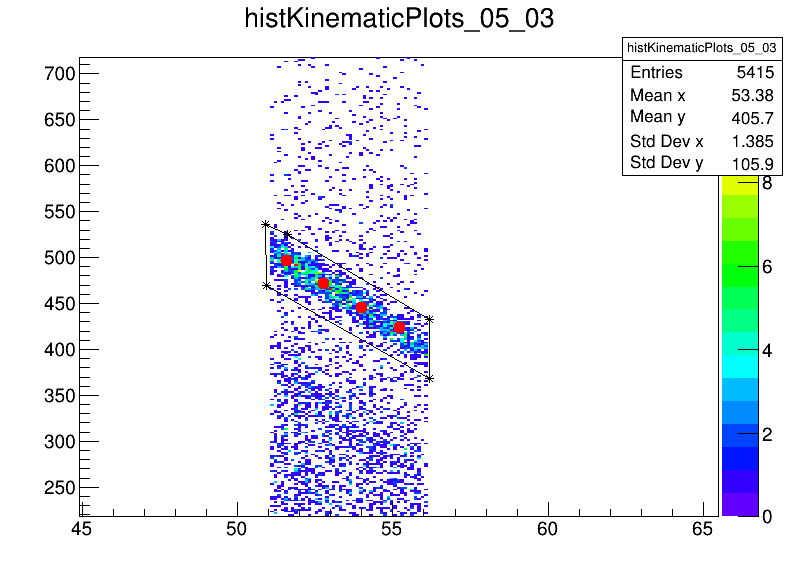 histKinematicPlots_05_03
histKinematicPlots_05_03
Entries 5415
Mean x 53.38
Mean y 405.7
Std Dev x 1.385
Std Dev y 105.9
700
650
600
550
500
450
400
350
300
250
8
6
4
2
0
45 50 55 60 65